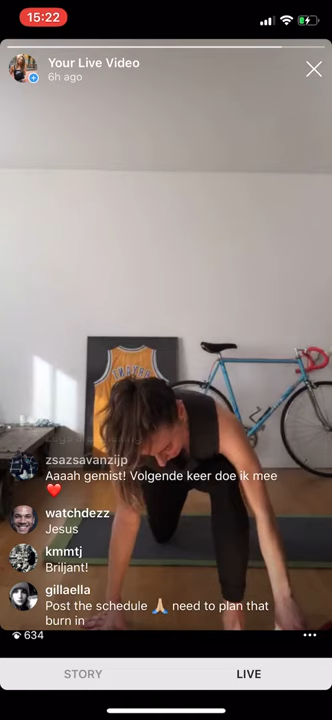 15:22
Your Live Video
6h ago
zsazsavanzijp
Aaaah gemist! Volgende keer doe ik mee
❤️
watchdezz
Jesus
kmmtj
Briljant!
gillaella
Post the schedule 🙏🏼 need to plan that
burn in
634
STORY LIVE